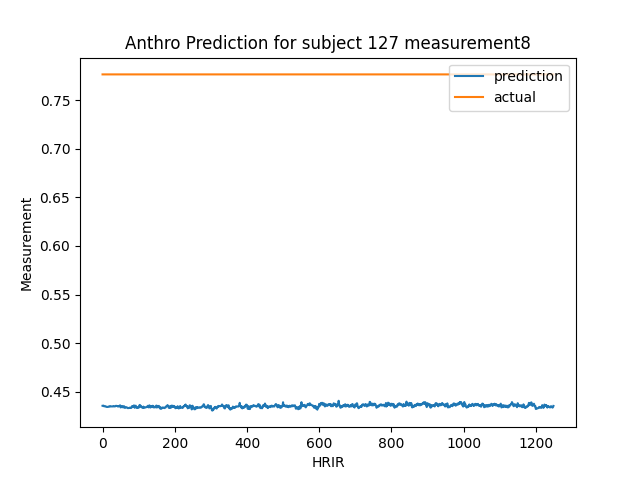 Anthro Prediction for subject 127 measurement8
prediction
actual
Measurement
0.75
0.70
0.65
0.60
0.55
0.50
0.45
0 200 400 600 800 1000 1200
HRIR